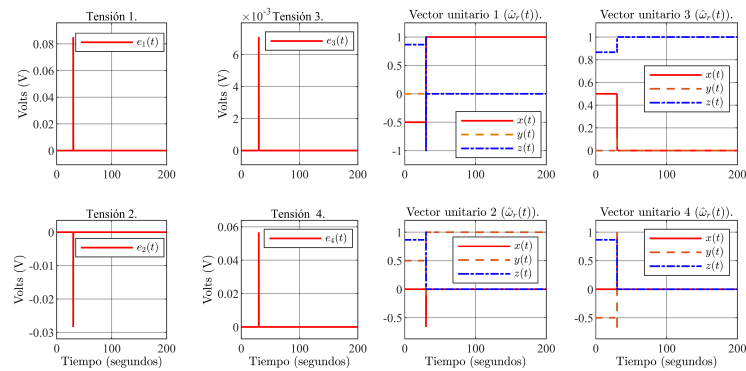 Tensión 1.
Volts (V)
0.08
0.04
0
0
100
200
e₁(t)
×10⁻³ Tensión 3.
Volts (V)
6
4
2
0
0
100
200
e₃(t)
Vector unitario 1 (ω̂ᵣ(t)).
1
0.5
0
-0.5
-1
0
100
200
x(t)
y(t)
z(t)
Vector unitario 3 (ω̂ᵣ(t)).
1
0.8
0.6
0.4
0.2
0
0
100
200
x(t)
y(t)
z(t)
Tensión 2.
Volts (V)
0
-0.01
-0.02
-0.03
0
100
200
Tiempo (segundos)
e₂(t)
Tensión 4.
Volts (V)
0.06
0.04
0.02
0
0
100
200
Tiempo (segundos)
e₄(t)
Vector unitario 2 (ω̂ᵣ(t)).
1
0.5
0
-0.5
0
100
200
Tiempo (segundos)
x(t)
y(t)
z(t)
Vector unitario 4 (ω̂ᵣ(t)).
1
0.5
0
-0.5
0
100
200
Tiempo (segundos)
x(t)
y(t)
z(t)